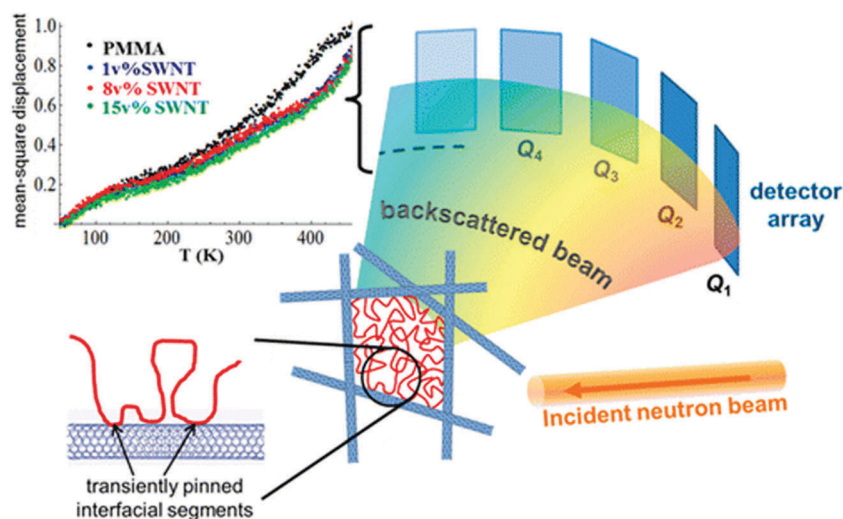 mean-square displacement
1.0
0.8
0.6
0.4
0.2
PMMA
1v%SWNT
8v% SWNT
15v% SWNT
100
200
300
400
T (K)
Q4
Q3
Q2
Q1
detector
array
backscattered beam
Incident neutron beam
transiently pinned
interfacial segments